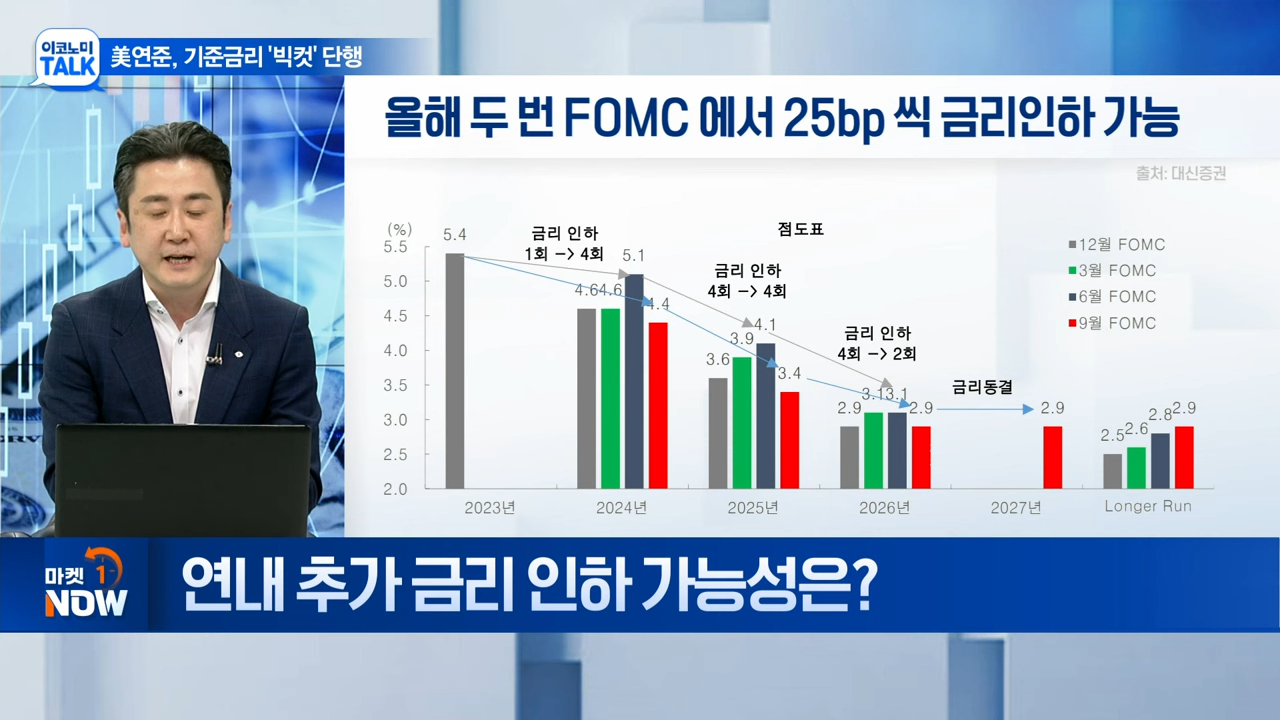 이코노미
TALK
美연준, 기준금리 '빅컷' 단행
올해 두 번 FOMC 에서 25bp 씩 금리인하 가능
출처: 대신증권
점도표
(%)
5.5
5.0
4.5
4.0
3.5
3.0
2.5
2.0
5.4
금리 인하
1회 -> 4회
4.6 4.6 5.1 4.4
금리 인하
4회 -> 4회
3.6 3.9 4.1 3.4
금리 인하
4회 -> 2회
2.9 3.1 3.1 2.9
금리동결
2.9
2.5 2.6 2.8 2.9
12월 FOMC
3월 FOMC
6월 FOMC
9월 FOMC
2023년 2024년 2025년 2026년 2027년 Longer Run
마켓 1
NOW
연내 추가 금리 인하 가능성은?